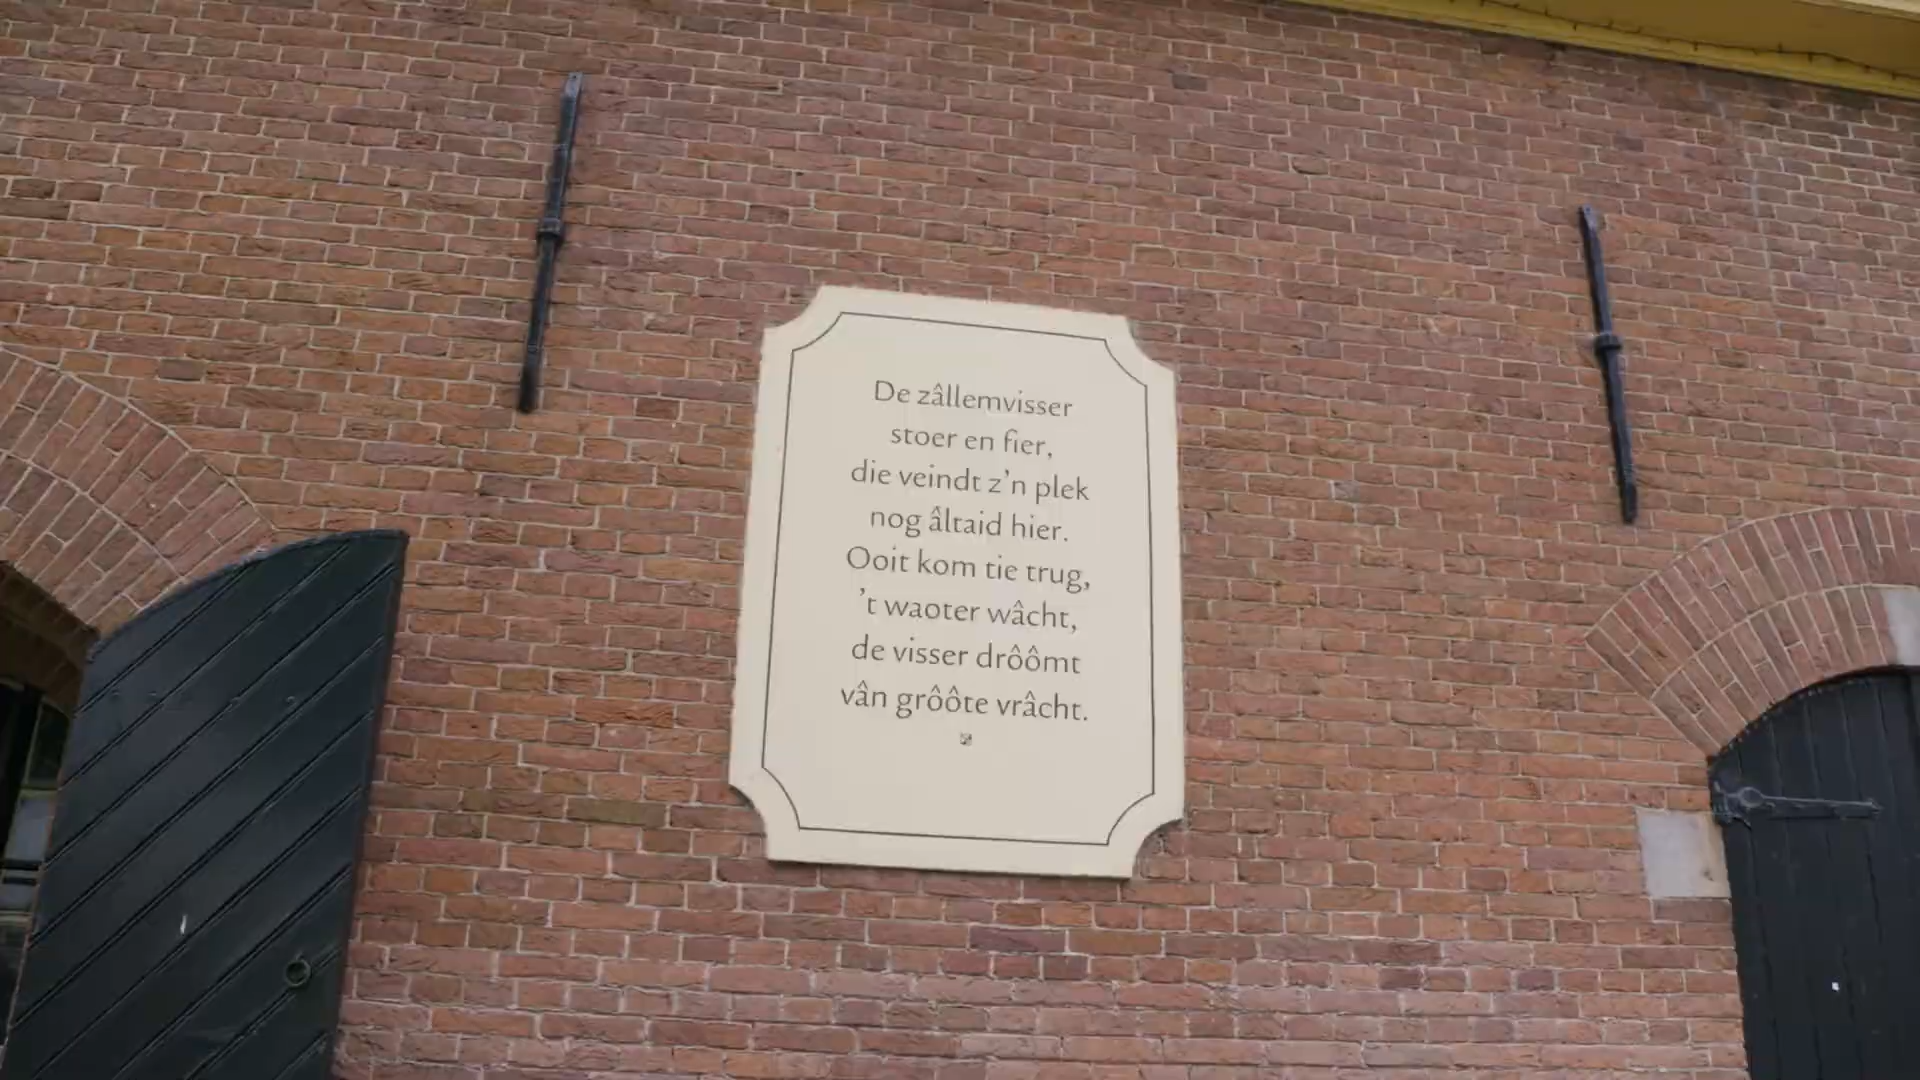 De zâllemvisser
stoer en fier,
die veindt z’n plek
nog âltaid hier.
Ooit kom tie trug,
’t waoter wâcht,
de visser drôômt
vân grôôte vrâcht.